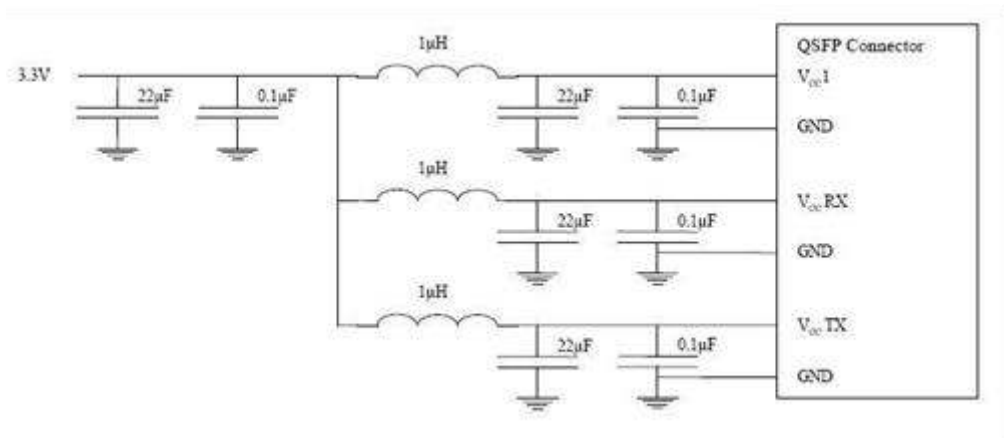 1μH
QSFP Connector
3.3V
Vcc1
22μF
0.1μF
22μF
0.1μF
GND
1μH
Vcc RX
22μF
0.1μF
GND
1μH
Vcc TX
22μF
0.1μF
GND